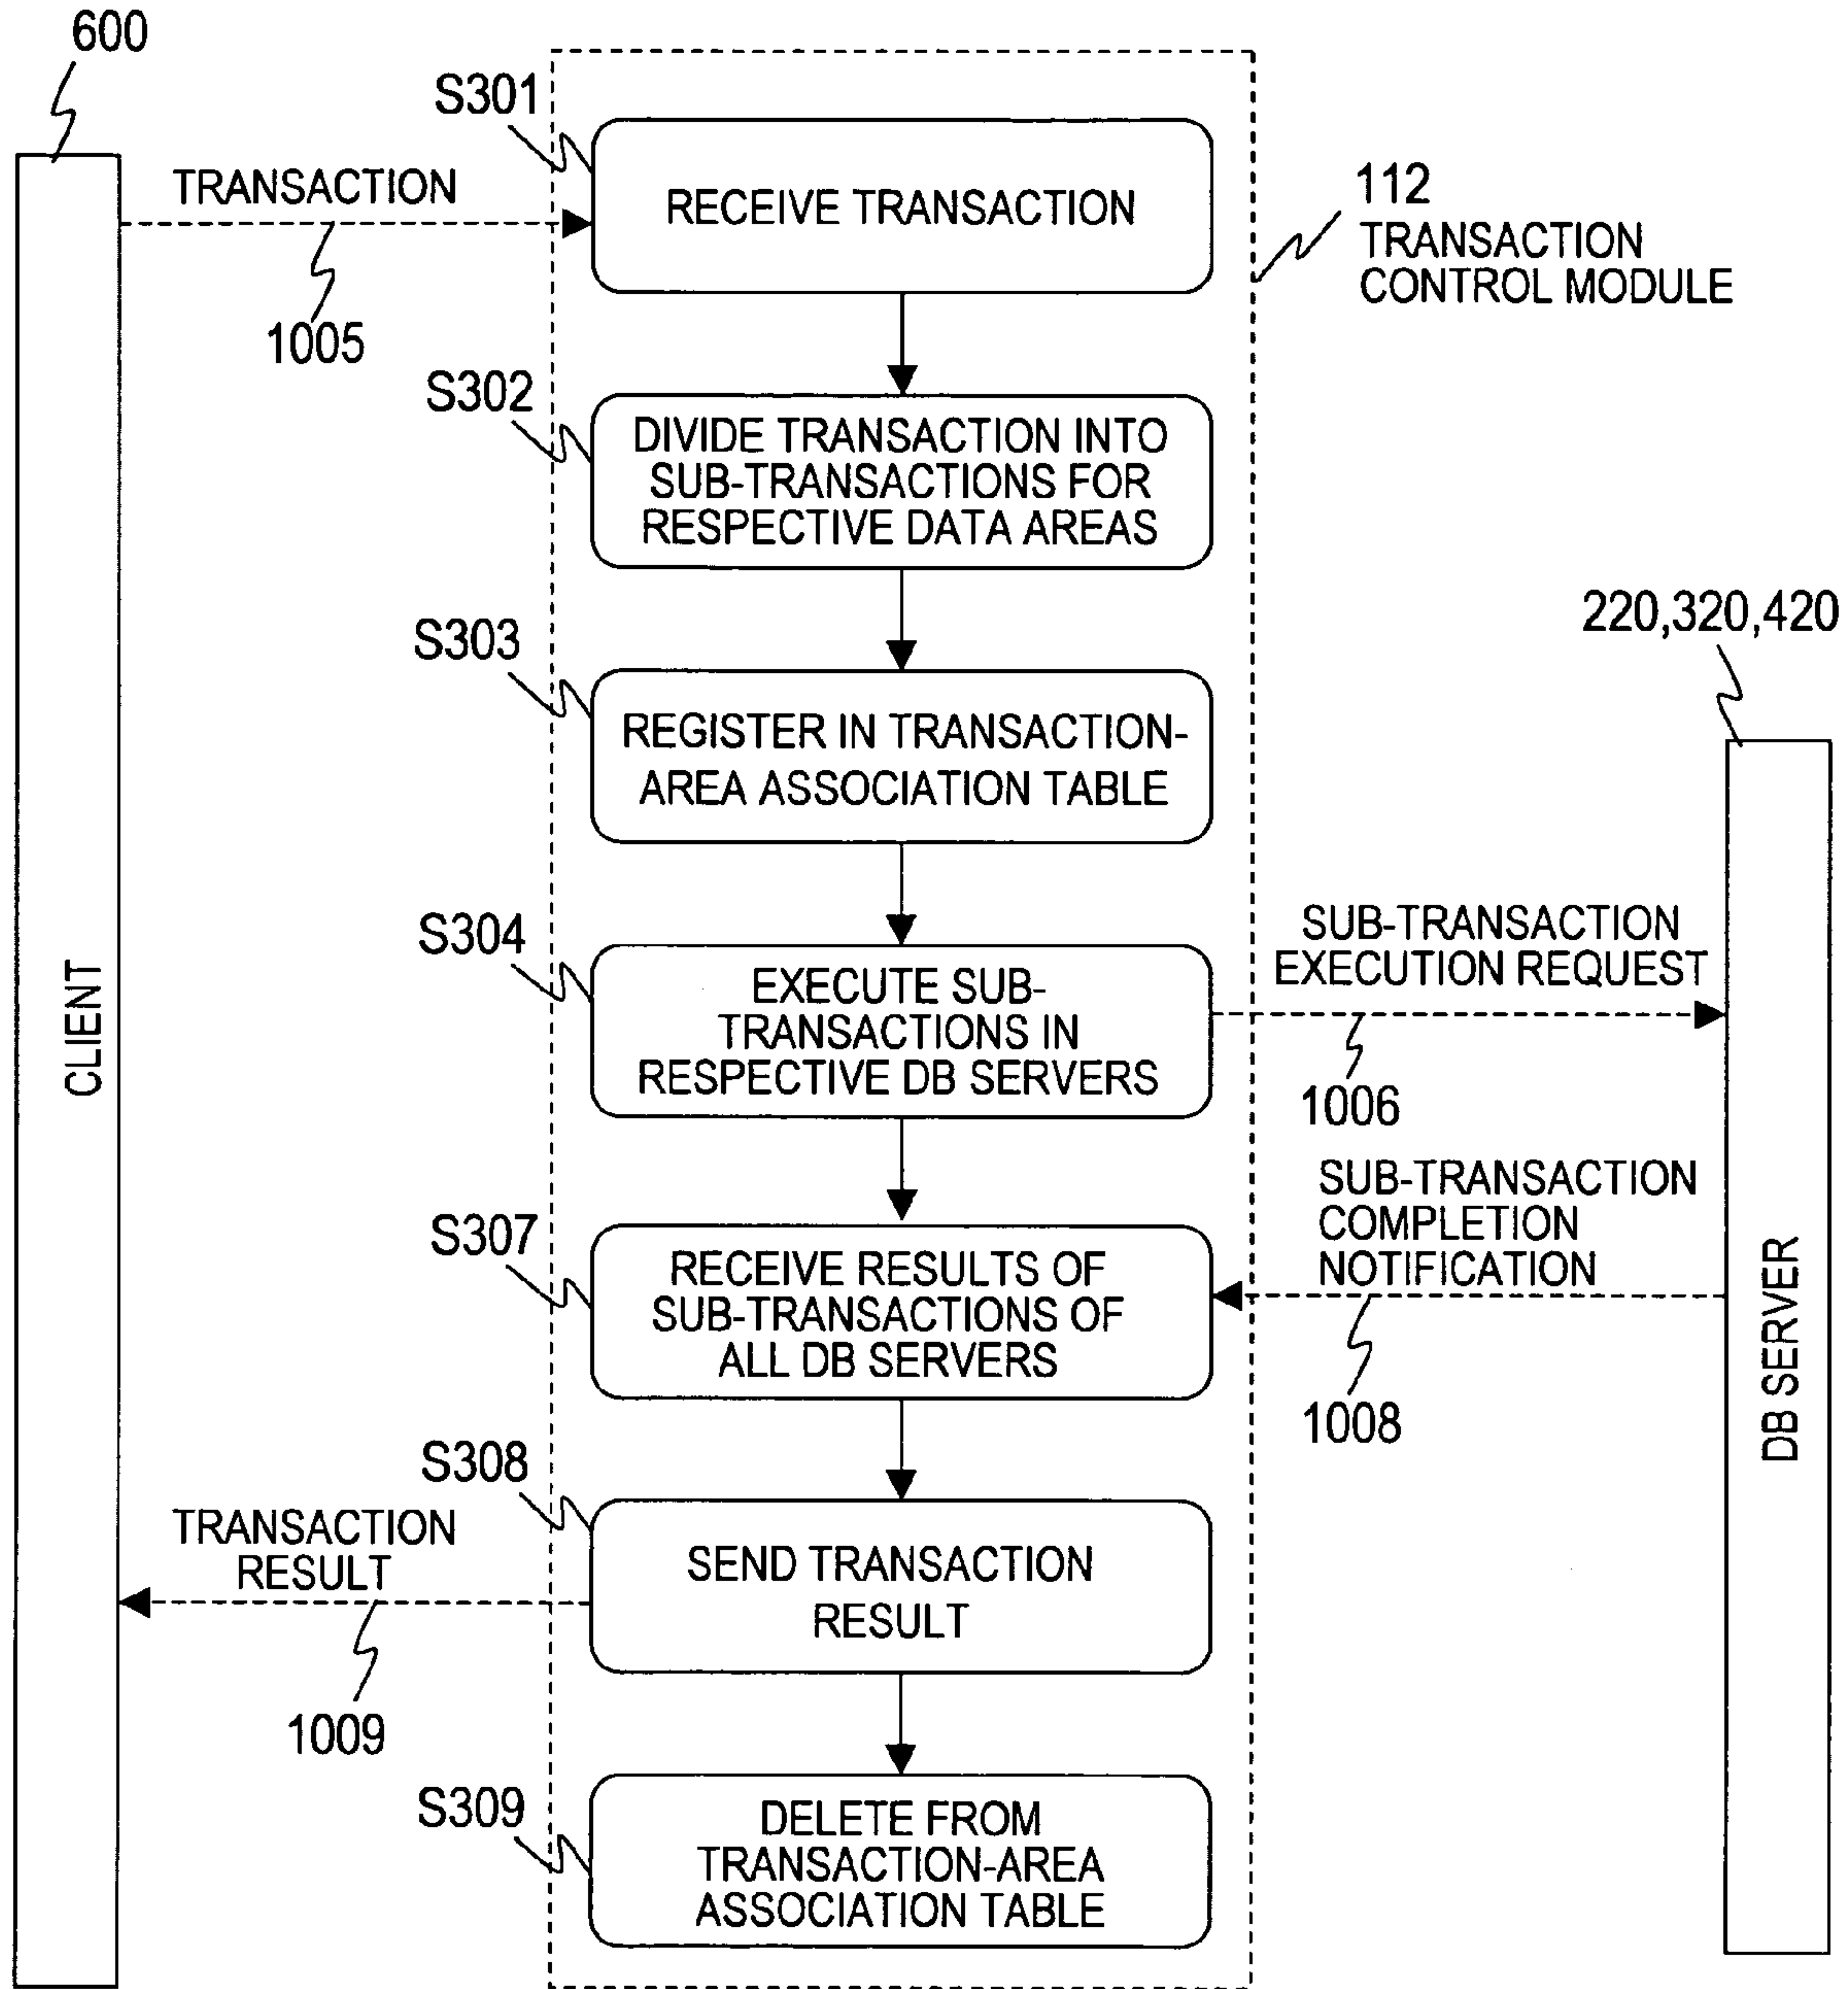 600
S301
RECEIVE TRANSACTION
TRANSACTION
1005
112
TRANSACTION
CONTROL MODULE
S302
DIVIDE TRANSACTION INTO
SUB-TRANSACTIONS FOR
RESPECTIVE DATA AREAS
S303
REGISTER IN TRANSACTION-
AREA ASSOCIATION TABLE
220,320,420
S304
EXECUTE SUB-
TRANSACTIONS IN
RESPECTIVE DB SERVERS
SUB-TRANSACTION
EXECUTION REQUEST
1006
CLIENT
S307
RECEIVE RESULTS OF
SUB-TRANSACTIONS OF
ALL DB SERVERS
SUB-TRANSACTION
COMPLETION
NOTIFICATION
1008
DB SERVER
S308
SEND TRANSACTION
RESULT
TRANSACTION
RESULT
1009
S309
DELETE FROM
TRANSACTION-AREA
ASSOCIATION TABLE